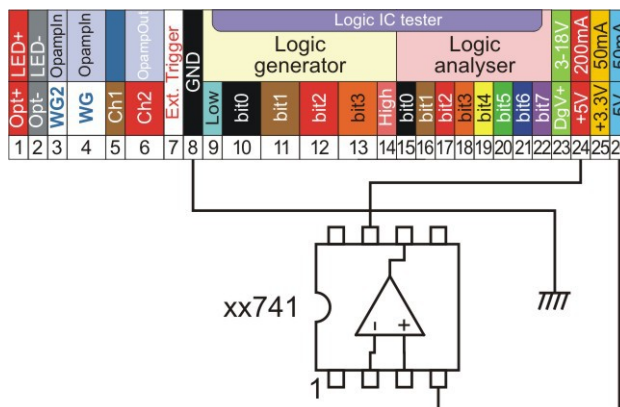 Logic IC tester
LED+ LED- OpampIn OpampIn OpampOut Ext. Trigger GND Logic generator Logic analyser 3-18V 200mA 50mA 50mA
Opt+ Opt- WG2 WG Ch1 Ch2 Low bit0 bit1 bit2 bit3 High bit0 bit1 bit2 bit3 bit4 bit5 bit6 bit7 DgV+ +5V +3.3V
1 2 3 4 5 6 7 8 9 10 11 12 13 14 15 16 17 18 19 20 21 22 23 24 25
xx741
- +
1